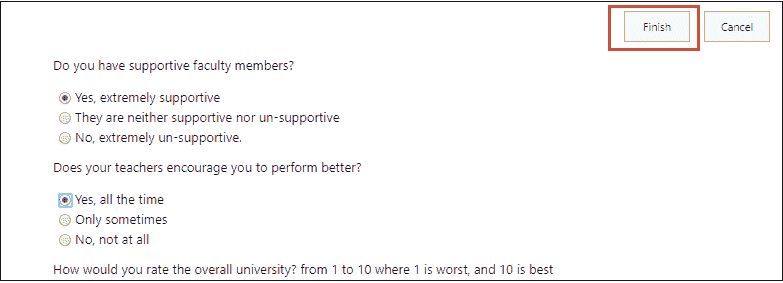 Finish
Cancel
Do you have supportive faculty members?
Yes, extremely supportive
They are neither supportive nor un-supportive
No, extremely un-supportive.
Does your teachers encourage you to perform better?
Yes, all the time
Only sometimes
No, not at all
How would you rate the overall university? from 1 to 10 where 1 is worst, and 10 is best